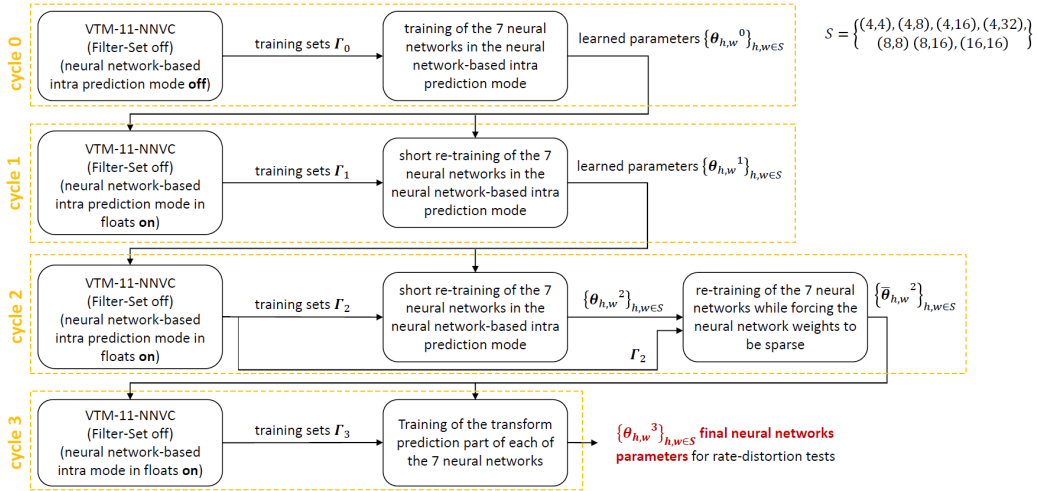 cycle 0
VTM-11-NNVC
(Filter-Set off)
(neural network-based
intra prediction mode off)
training sets Γ₀
training of the 7 neural
networks in the neural
network-based intra
prediction mode
learned parameters {θ_{h,w}^0}_{h,w∈S}
S = {(4,4), (4,8), (4,16), (4,32),
(8,8) (8,16), (16,16)}
cycle 1
VTM-11-NNVC
(Filter-Set off)
(neural network-based
intra prediction mode in
floats on)
training sets Γ₁
short re-training of the 7
neural networks in the
neural network-based intra
prediction mode
learned parameters {θ_{h,w}^1}_{h,w∈S}
cycle 2
VTM-11-NNVC
(Filter-Set off)
(neural network-based
intra prediction mode in
floats on)
training sets Γ₂
short re-training of the 7
neural networks in the
neural network-based intra
prediction mode
{θ_{h,w}^2}_{h,w∈S}
Γ₂
re-training of the 7 neural
networks while forcing the
neural network weights to
be sparse
{θ̅_{h,w}^2}_{h,w∈S}
cycle 3
VTM-11-NNVC
(Filter-Set off)
(neural network-based
intra mode in floats on)
training sets Γ₃
Training of the transform
prediction part of each of
the 7 neural networks
{θ_{h,w}^3}_{h,w∈S} final neural networks
parameters for rate-distortion tests